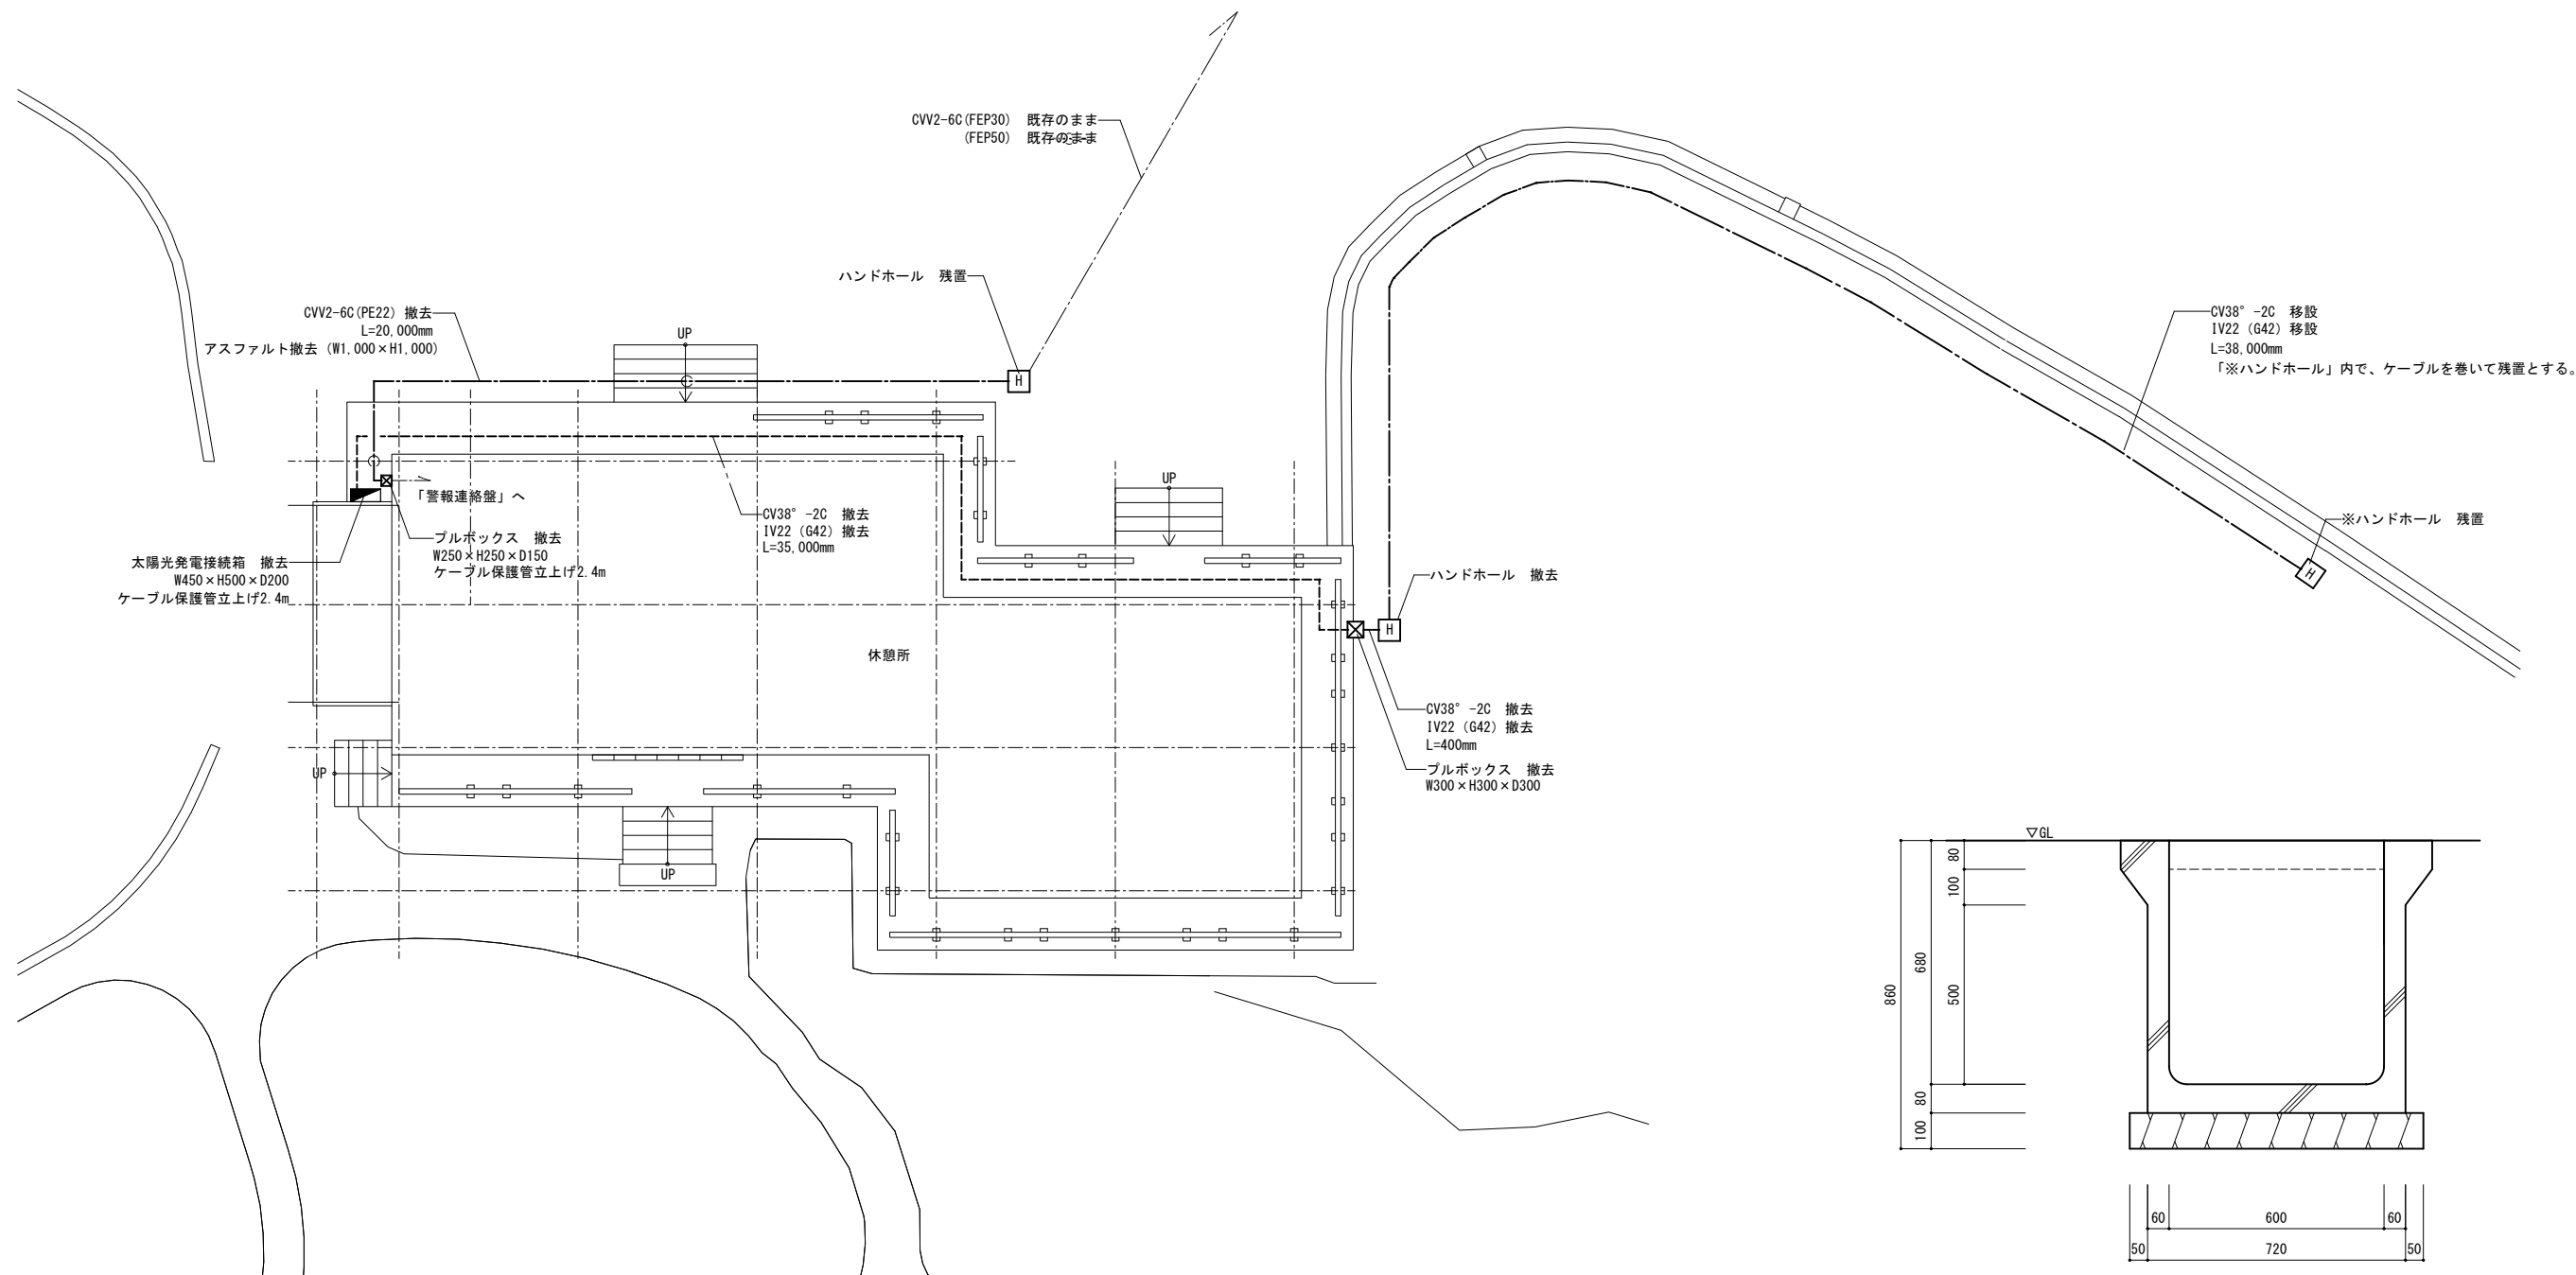 CVV2-6C(FEP30) 既存のまま
(FEP50) 既存のまま
ハンドホール 残置
CVV2-6C(PE22) 撤去
L=20,000mm
アスファルト撤去 (W1,000×H1,000)
UP
H
CV38°-2C 移設
IV22 (G42) 移設
L=38,000mm
「※ハンドホール」内で、ケーブルを巻いて残置とする。
「警報連絡盤」へ
プルボックス 撤去
W250×H250×D150
ケーブル保護管立上げ2.4m
太陽光発電接続箱 撤去
W450×H500×D200
ケーブル保護管立上げ2.4m
CV38°-2C 撤去
IV22 (G42) 撤去
L=35,000mm
UP
※ハンドホール 残置
H
ハンドホール 撤去
H
休憩所
CV38°-2C 撤去
IV22 (G42) 撤去
L=400mm
プルボックス 撤去
W300×H300×D300
UP
UP
▽GL
80
100
680
500
860
80
100
60
600
60
50
720
50